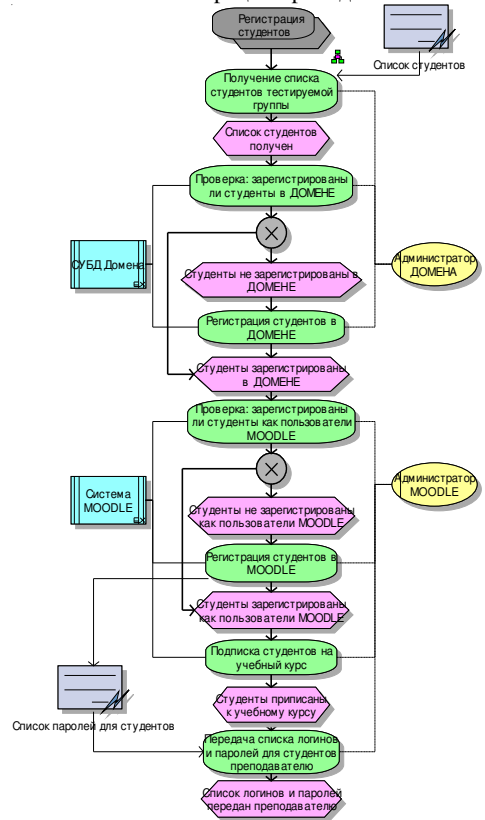 Регистрация
студентов
Список студентов
Получение списка
студентов тестируемой
группы
Список студентов
получен
Проверка: зарегистрированы
ли студенты в ДОМЕНЕ
СУБД Домена
Администратор
ДОМЕНА
Студенты не зарегистрированы в
ДОМЕНЕ
Регистрация студентов в
ДОМЕНЕ
Студенты зарегистрированы
в ДОМЕНЕ
Проверка: зарегистрированы
ли студенты как пользователи
MOODLE
Система
MOODLE
Администратор
MOODLE
Студенты не зарегистрированы
как пользователи MOODLE
Регистрация студентов в
MOODLE
Студенты зарегистрированы
как пользователи MOODLE
Подписка студентов на
учебный курс
Студенты приписаны
к учебному курсу
Список паролей для студентов
Передача списка логинов
и паролей для студентов
преподавателю
Список логинов и паролей
передан преподавателю